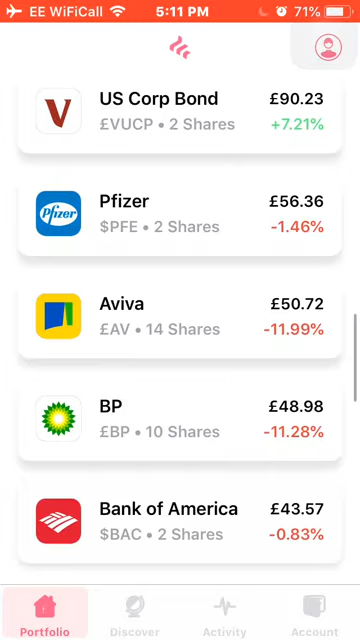 EE WiFiCall 5:11 PM 71%
US Corp Bond £90.23
£VUCP • 2 Shares +7.21%
Pfizer
Pfizer £56.36
$PFE • 2 Shares -1.46%
Aviva £50.72
£AV • 14 Shares -11.99%
BP £48.98
£BP • 10 Shares -11.28%
Bank of America £43.57
$BAC • 2 Shares -0.83%
Portfolio Discover Activity Account